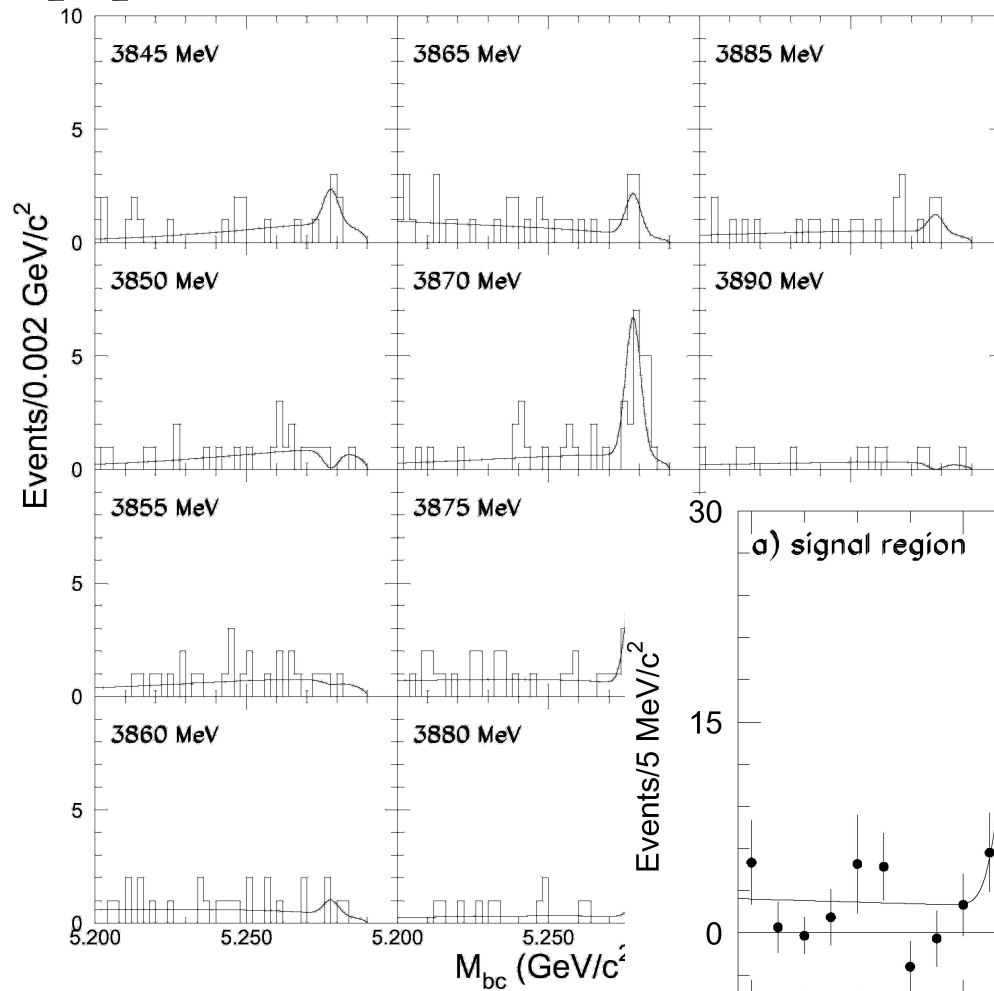 10
3845 MeV
3865 MeV
3885 MeV
5
0
3850 MeV
3870 MeV
3890 MeV
5
0
3855 MeV
3875 MeV
5
0
3860 MeV
3880 MeV
5
0
5.200
5.250
5.200
5.250
M_bc (GeV/c²
Events/0.002 GeV/c²
30
a) signal region
15
0
Events/5 MeV/c²